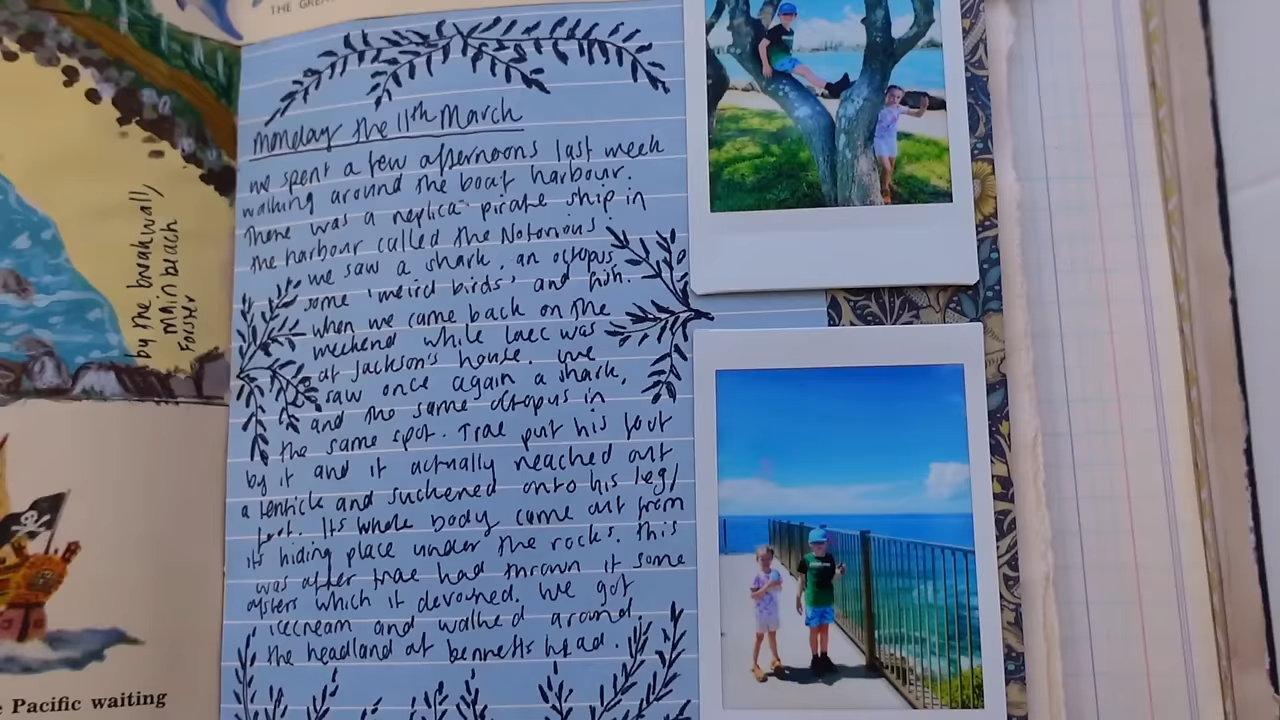 THE GREA
by the breakwall,
main beach
Forster
Pacific waiting
monday the 11th March
we spent a few afternoons last week
walking around the boat harbour.
There was a replica pirate ship in
the harbour called the Notorious.
we saw a shark, an octopus,
some 'weird birds' and fish.
when we came back on the
weekend while Laec was
at Jackson's house. we
saw once again a shark,
and the same octopus in
the same spot. Trae put his foot
by it and it actually reached out
a tenticle and suckened onto his leg/
foot. Its whole body came out from
it's hiding place under the rocks. This
was after trae had thrown it some
oysters which it devoured. We got
icecream and walked around
the headland at bennetts head.